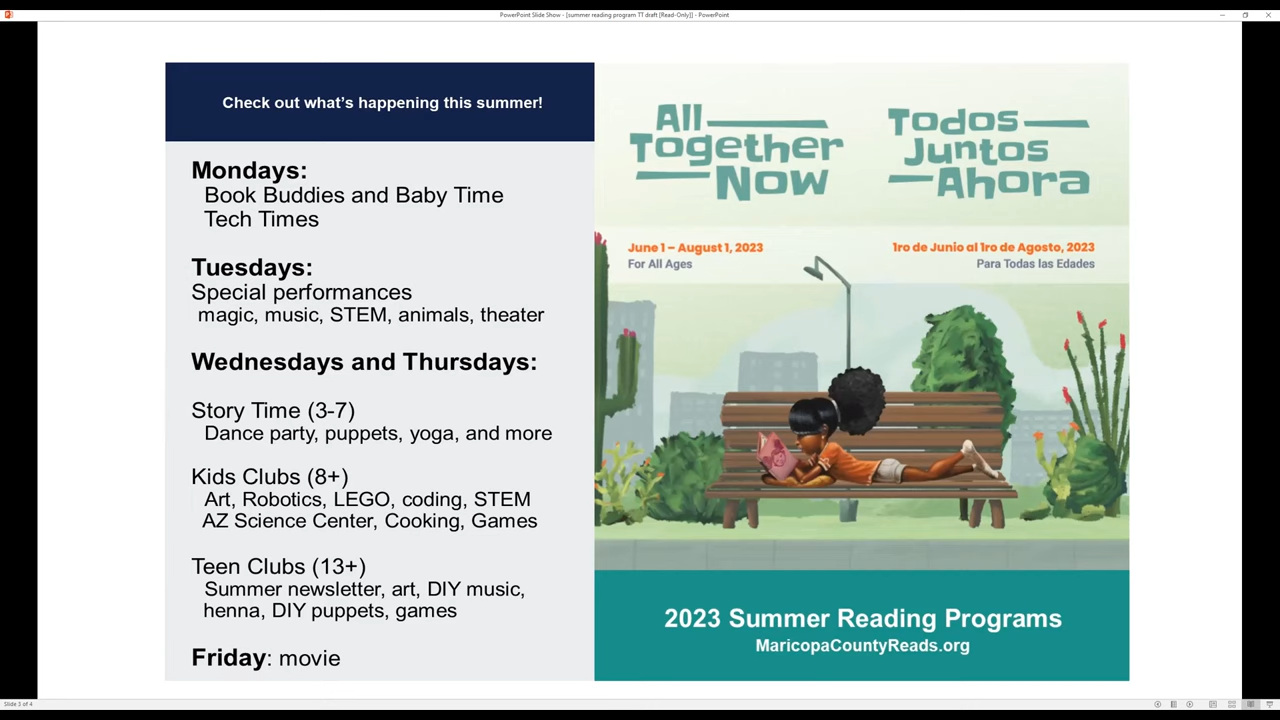 PowerPoint Slide Show - [summer reading program TT draft [Read-Only]] - PowerPoint
Check out what's happening this summer!
Mondays:
Book Buddies and Baby Time
Tech Times
Tuesdays:
Special performances
magic, music, STEM, animals, theater
Wednesdays and Thursdays:
Story Time (3-7)
Dance party, puppets, yoga, and more
Kids Clubs (8+)
Art, Robotics, LEGO, coding, STEM
AZ Science Center, Cooking, Games
Teen Clubs (13+)
Summer newsletter, art, DIY music,
henna, DIY puppets, games
Friday: movie
All
Together
Now
Todos
Juntos
Ahora
June 1 – August 1, 2023
For All Ages
1ro de Junio al 1ro de Agosto, 2023
Para Todas las Edades
2023 Summer Reading Programs
MaricopaCountyReads.org
Slide 3 of 4